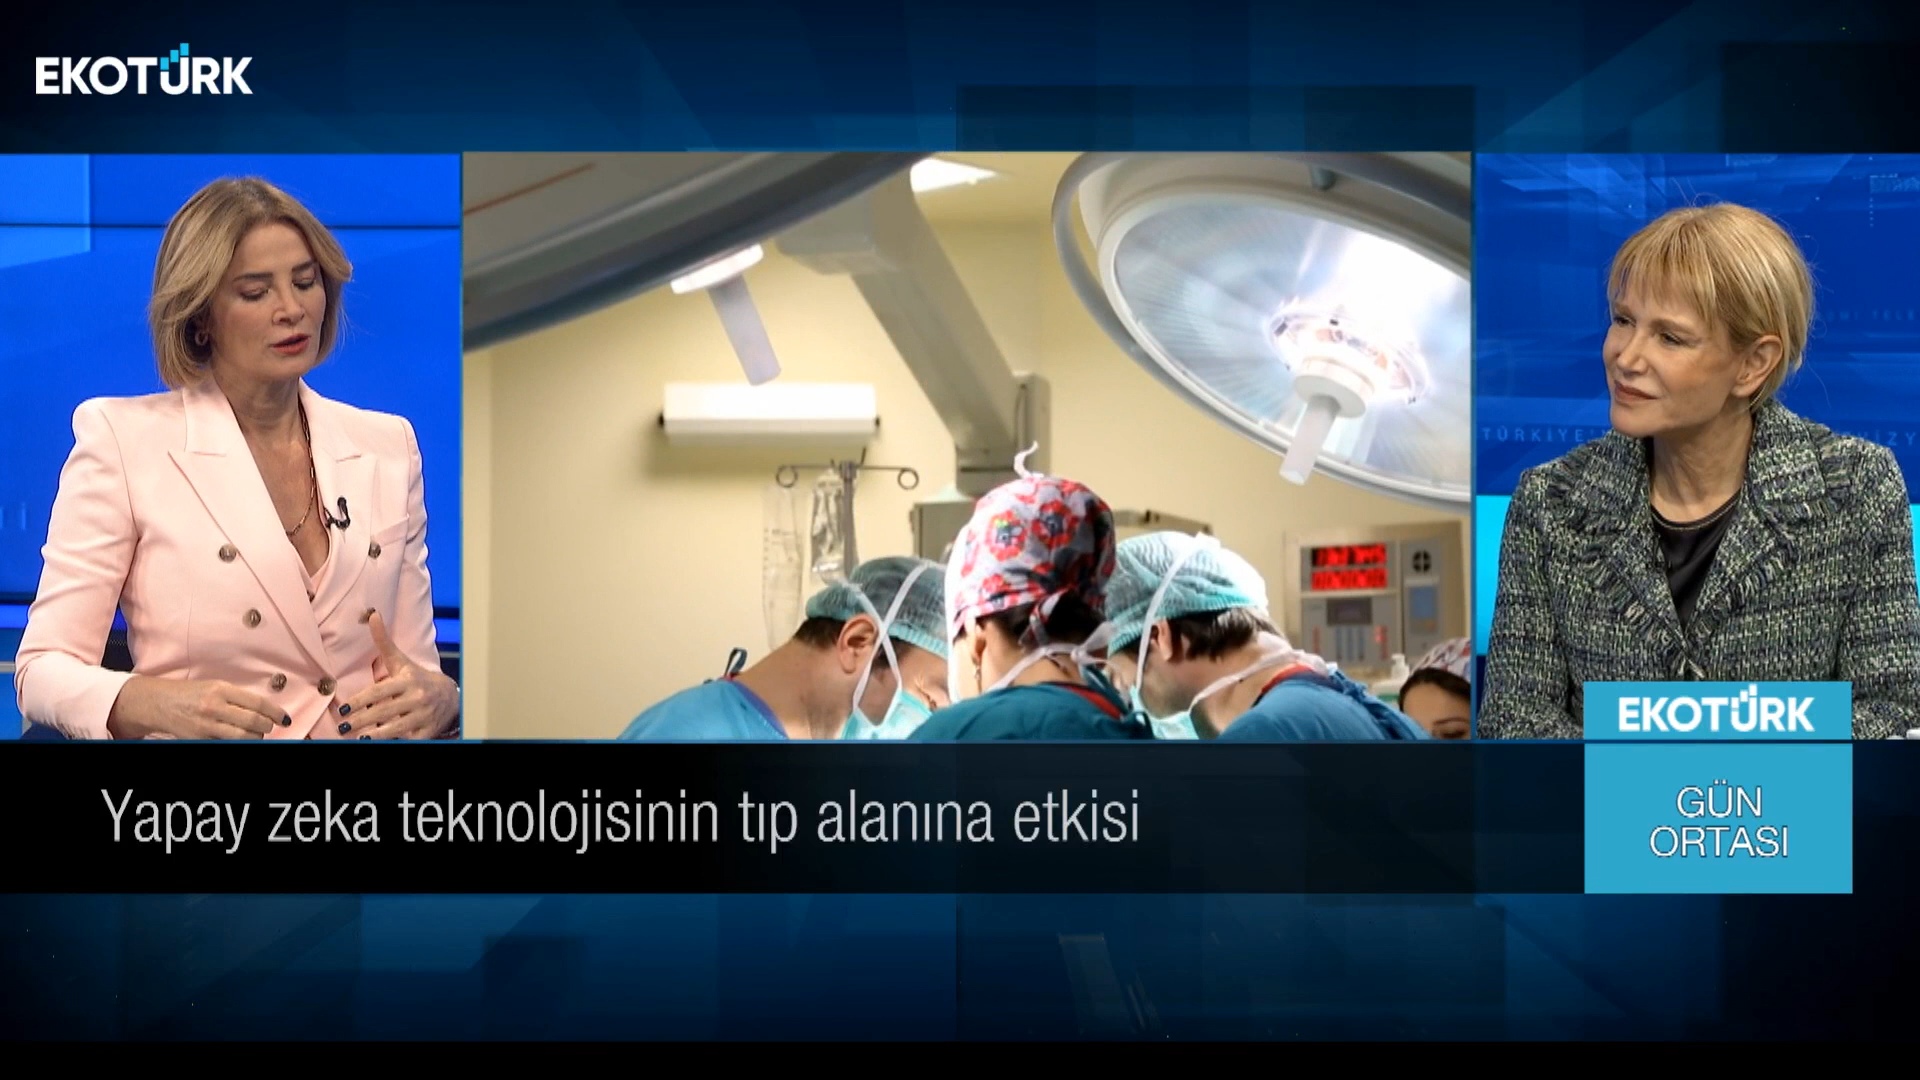 EKOTÜRK
EKOTÜRK
Yapay zeka teknolojisinin tıp alanına etkisi
GÜN
ORTASI